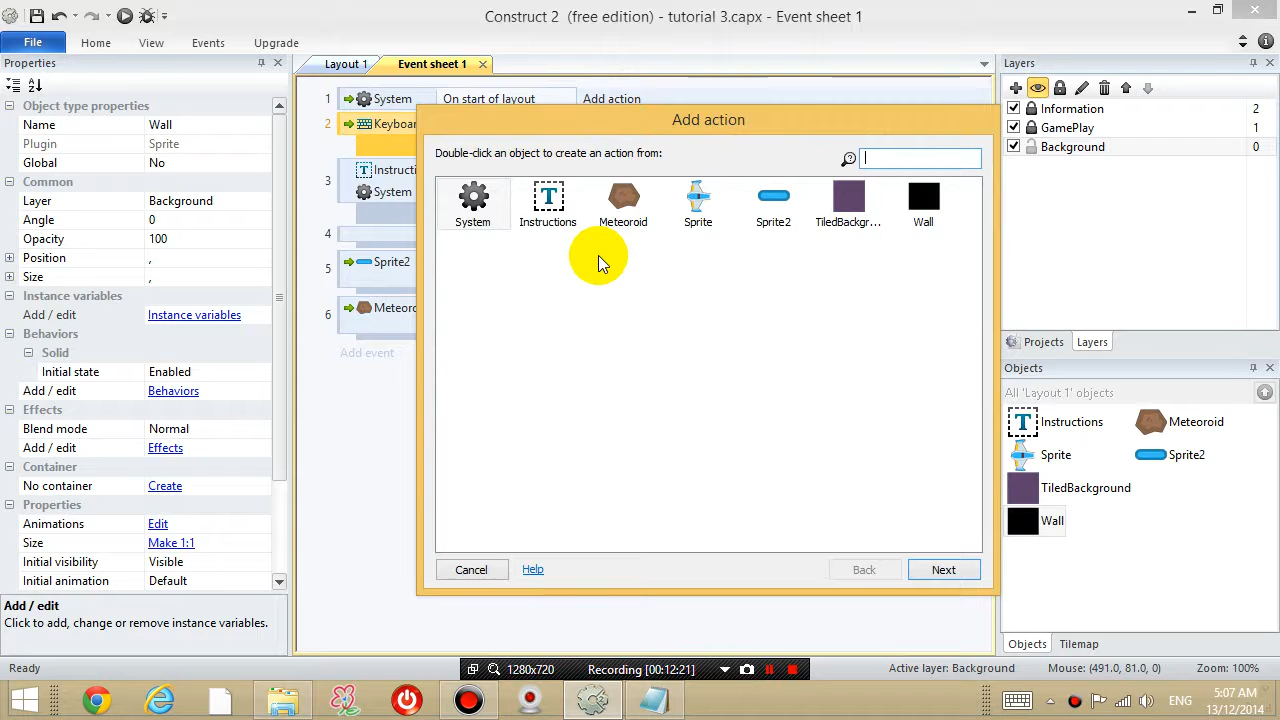 Construct 2 (free edition) - tutorial 3.capx - Event sheet 1
File Home View Events Upgrade
Properties
Object type properties
Name Wall
Plugin Sprite
Global No
Common
Layer Background
Angle 0
Opacity 100
Position ,
Size ,
Instance variables
Add / edit Instance variables
Behaviors
Solid
Initial state Enabled
Add / edit Behaviors
Effects
Blend mode Normal
Add / edit Effects
Container
No container Create
Properties
Animations Edit
Size Make 1:1
Initial visibility Visible
Initial animation Default
Add / edit
Click to add, change or remove instance variables.
Layout 1 Event sheet 1
1 System On start of layout Add action
2 Keyboar
3 Instructi
System
4
5 Sprite2
6 Meteoro
Add event
Add action
Double-click an object to create an action from:
System Instructions Meteoroid Sprite Sprite2 TiledBackgr... Wall
Cancel Help Back Next
Layers
Information 2
GamePlay 1
Background 0
Projects Layers
Objects
All 'Layout 1' objects
T Instructions Meteoroid
Sprite Sprite2
TiledBackground
Wall
Objects Tilemap
Ready 1280x720 Recording [00:12:21] Active layer: Background Mouse: (491.0, 81.0, 0) Zoom: 100%
ENG 5:07 AM
13/12/2014